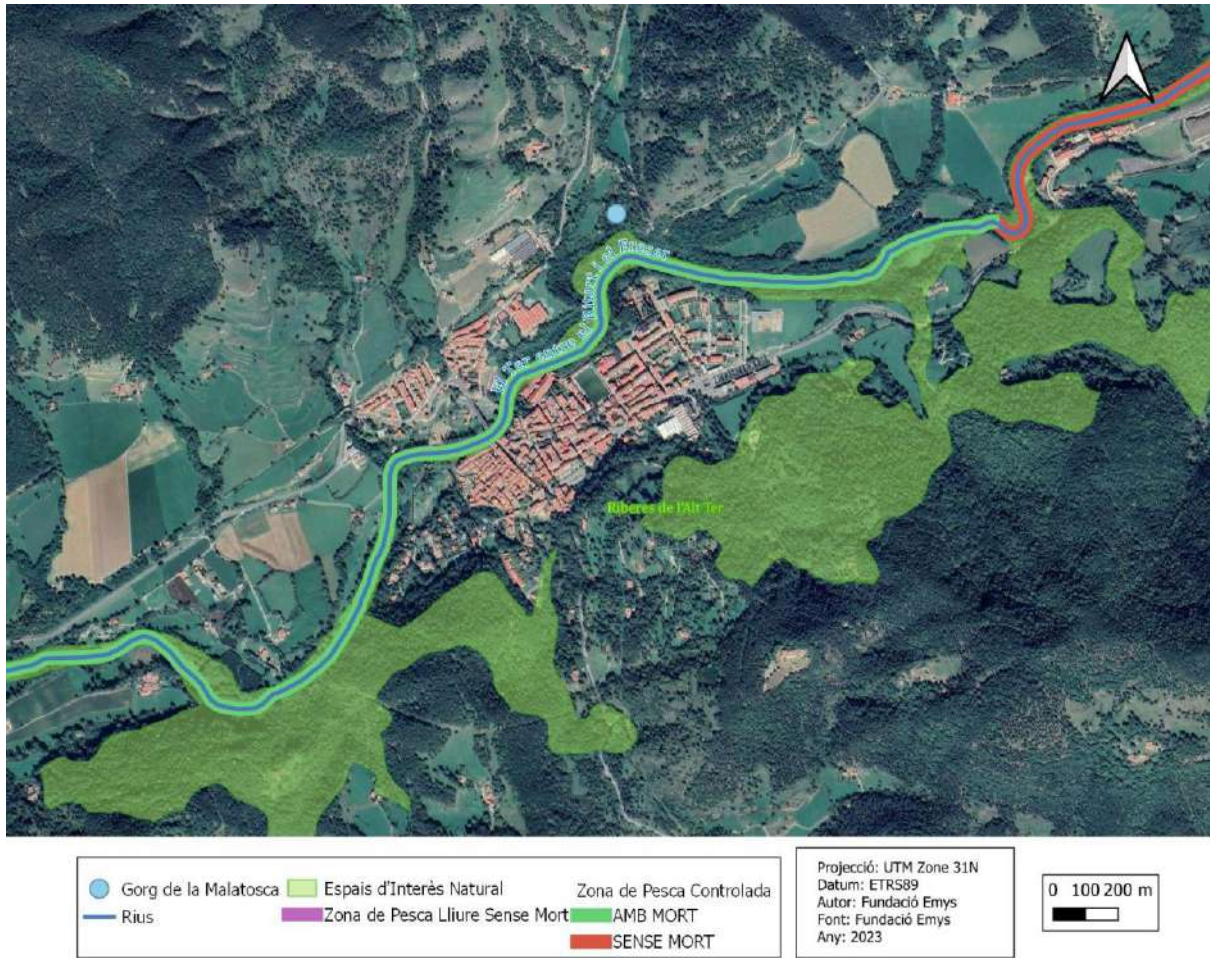 El Ter entre el Ritort i el Freser
Riberes de l'Alt Ter
Gorg de la Malatosca
Rius
Espais d'Interès Natural
Zona de Pesca Lliure Sense Mort
Zona de Pesca Controlada
AMB MORT
SENSE MORT
Projecció: UTM Zone 31N
Datum: ETRS89
Autor: Fundació Emys
Font: Fundació Emys
Any: 2023
0 100 200 m